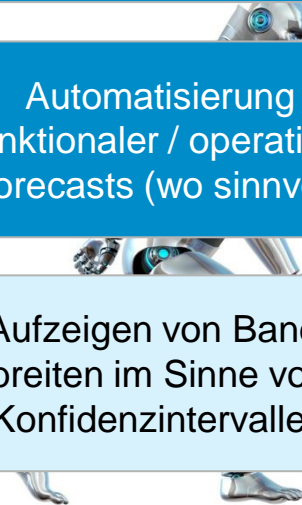 Automatisierung
nktionaler / operati
orecasts (wo sinnv
Aufzeigen von Band
breiten im Sinne vo
Konfidenzintervalle